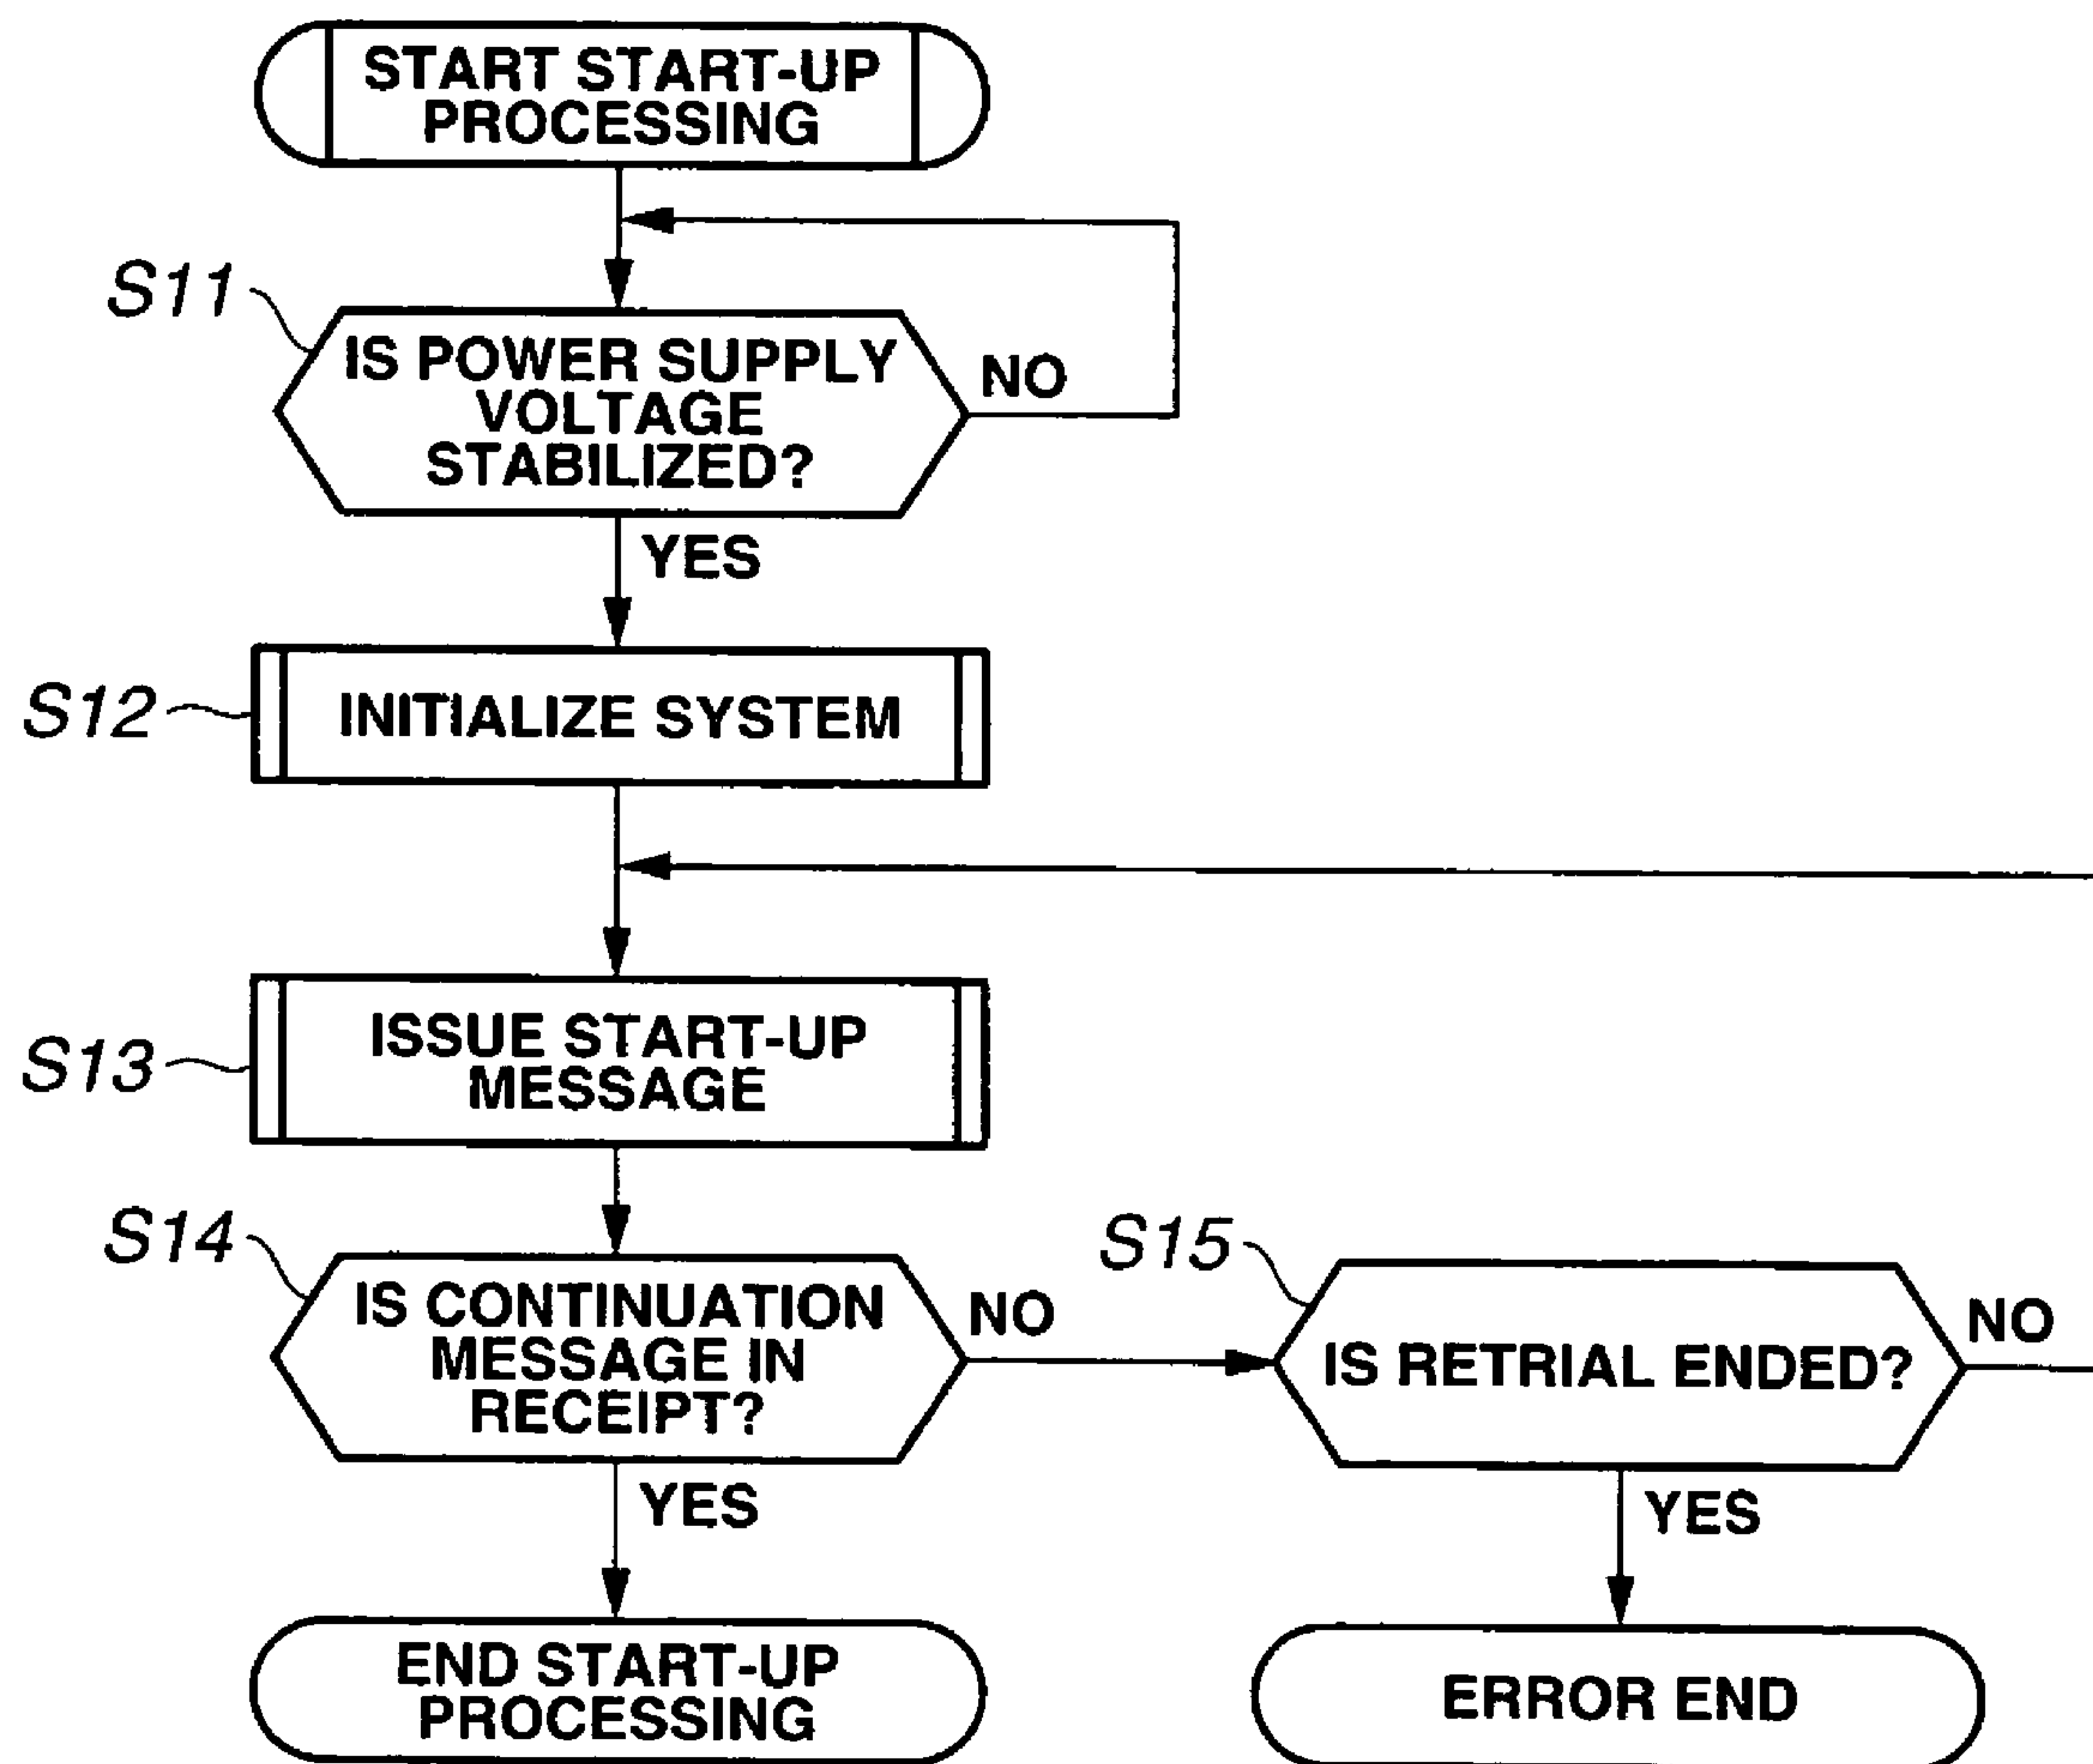 START START-UP
PROCESSING
S11
IS POWER SUPPLY
VOLTAGE
STABILIZED?
NO
YES
S12
INITIALIZE SYSTEM
S13
ISSUE START-UP
MESSAGE
S14
IS CONTINUATION
MESSAGE IN
RECEIPT?
NO
YES
S15
IS RETRIAL ENDED?
NO
YES
END START-UP
PROCESSING
ERROR END